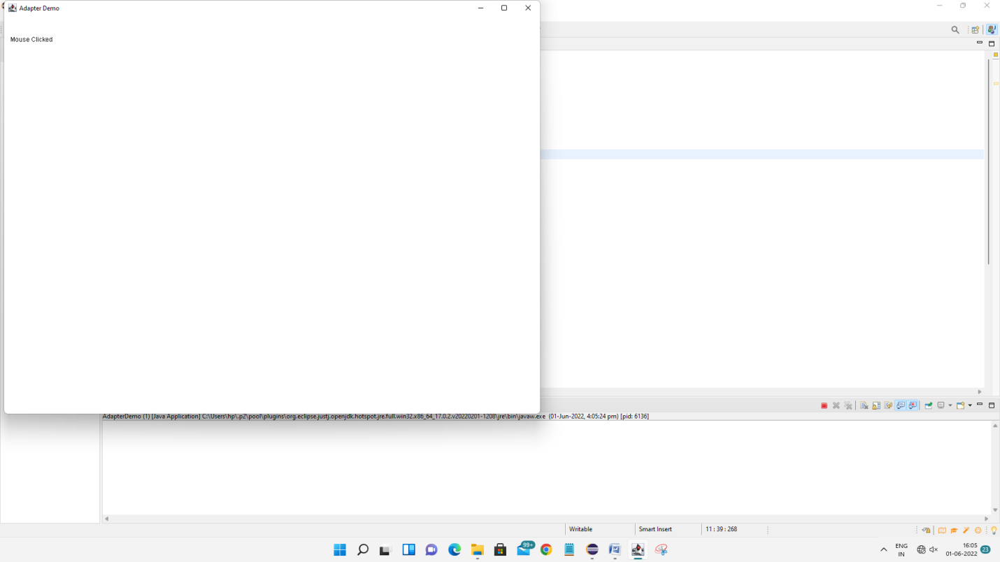 Adapter Demo
Mouse Clicked
AdapterDemo (1) [Java Application] C:\Users\hp\.p2\pool\plugins\org.eclipse.justj.openjdk.hotspot.jre.full.win32.x86_64_17.0.2.v20220201-1208\jre\bin\javaw.exe (01-Jun-2022, 4:05:24 pm) [pid: 6136]
Writable
Smart Insert
11 : 39 : 268
99+
ENG
IN
16:05
01-06-2022
23